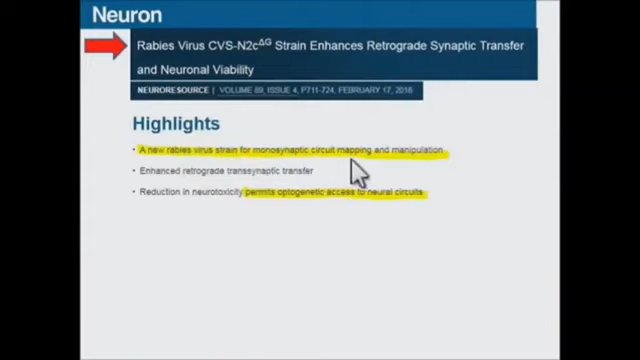 Neuron
Rabies Virus CVS-N2cΔG Strain Enhances Retrograde Synaptic Transfer
and Neuronal Viability
NEURORESOURCE | VOLUME 89, ISSUE 4, P711-724, FEBRUARY 17, 2016
Highlights
• A new rabies virus strain for monosynaptic circuit mapping and manipulation
• Enhanced retrograde transsynaptic transfer
• Reduction in neurotoxicity permits optogenetic access to neural circuits